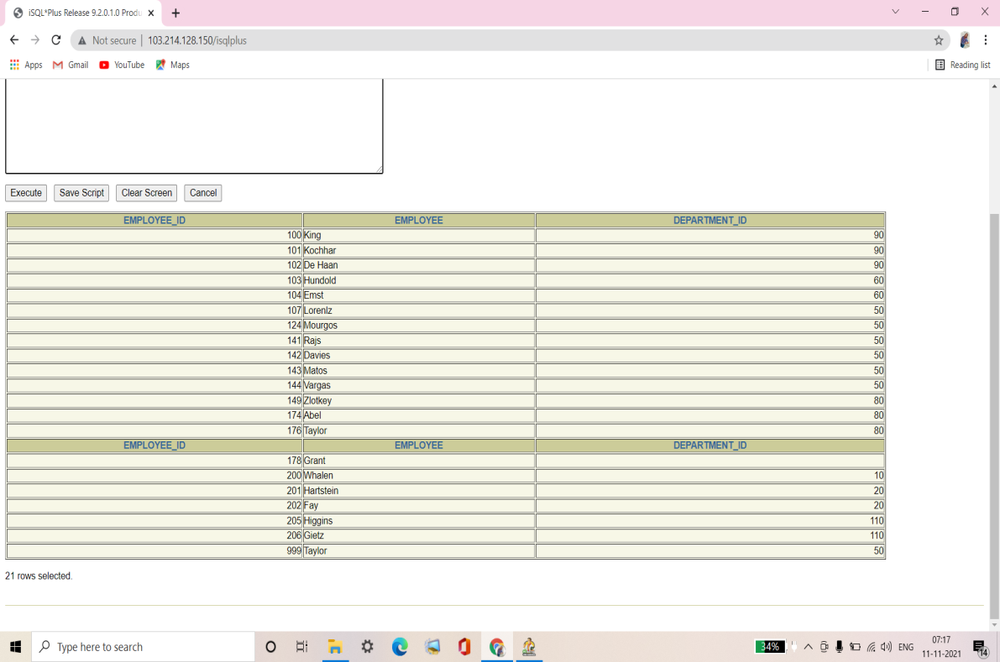 iSQL*Plus Release 9.2.0.1.0 Produ
Not secure | 103.214.128.150/isqlplus
Apps Gmail YouTube Maps Reading list
Execute Save Script Clear Screen Cancel
EMPLOYEE_ID EMPLOYEE DEPARTMENT_ID
100 King 90
101 Kochhar 90
102 De Haan 90
103 Hundold 60
104 Ernst 60
107 Lorenlz 50
124 Mourgos 50
141 Rajs 50
142 Davies 50
143 Matos 50
144 Vargas 50
149 Zlotkey 80
174 Abel 80
176 Taylor 80
EMPLOYEE_ID EMPLOYEE DEPARTMENT_ID
178 Grant
200 Whalen 10
201 Hartstein 20
202 Fay 20
205 Higgins 110
206 Gietz 110
999 Taylor 50
21 rows selected.
Type here to search 34% ENG 07:17
11-11-2021 14